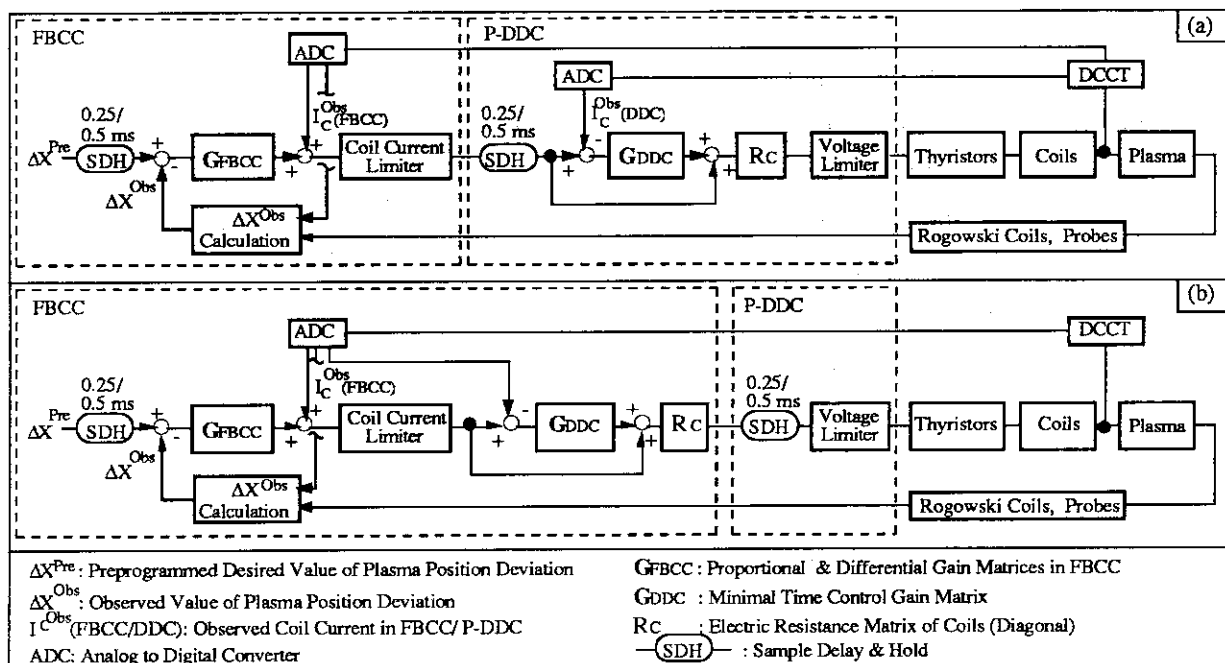 FBCC
P-DDC
(a)
ADC
ADC
DCCT
I_C^Obs(FBCC)
I_C^Obs(DDC)
0.25/
0.5 ms
0.25/
0.5 ms
ΔX^Pre
SDH
+
-
GFBCC
+
+
Coil Current
Limiter
SDH
+
-
GDDC
+
+
RC
Voltage
Limiter
Thyristors
Coils
Plasma
ΔX^Obs
ΔX^Obs
Calculation
Rogowski Coils, Probes
FBCC
P-DDC
(b)
ADC
DCCT
I_C^Obs(FBCC)
0.25/
0.5 ms
0.25/
0.5 ms
ΔX^Pre
SDH
+
-
GFBCC
+
+
Coil Current
Limiter
+
-
GDDC
+
+
RC
SDH
Voltage
Limiter
Thyristors
Coils
Plasma
ΔX^Obs
ΔX^Obs
Calculation
Rogowski Coils, Probes
ΔX^Pre : Preprogrammed Desired Value of Plasma Position Deviation
ΔX^Obs : Observed Value of Plasma Position Deviation
I_C^Obs(FBCC/DDC): Observed Coil Current in FBCC/ P-DDC
ADC: Analog to Digital Converter
GFBCC : Proportional & Differential Gain Matrices in FBCC
GDDC : Minimal Time Control Gain Matrix
RC : Electric Resistance Matrix of Coils (Diagonal)
SDH : Sample Delay & Hold